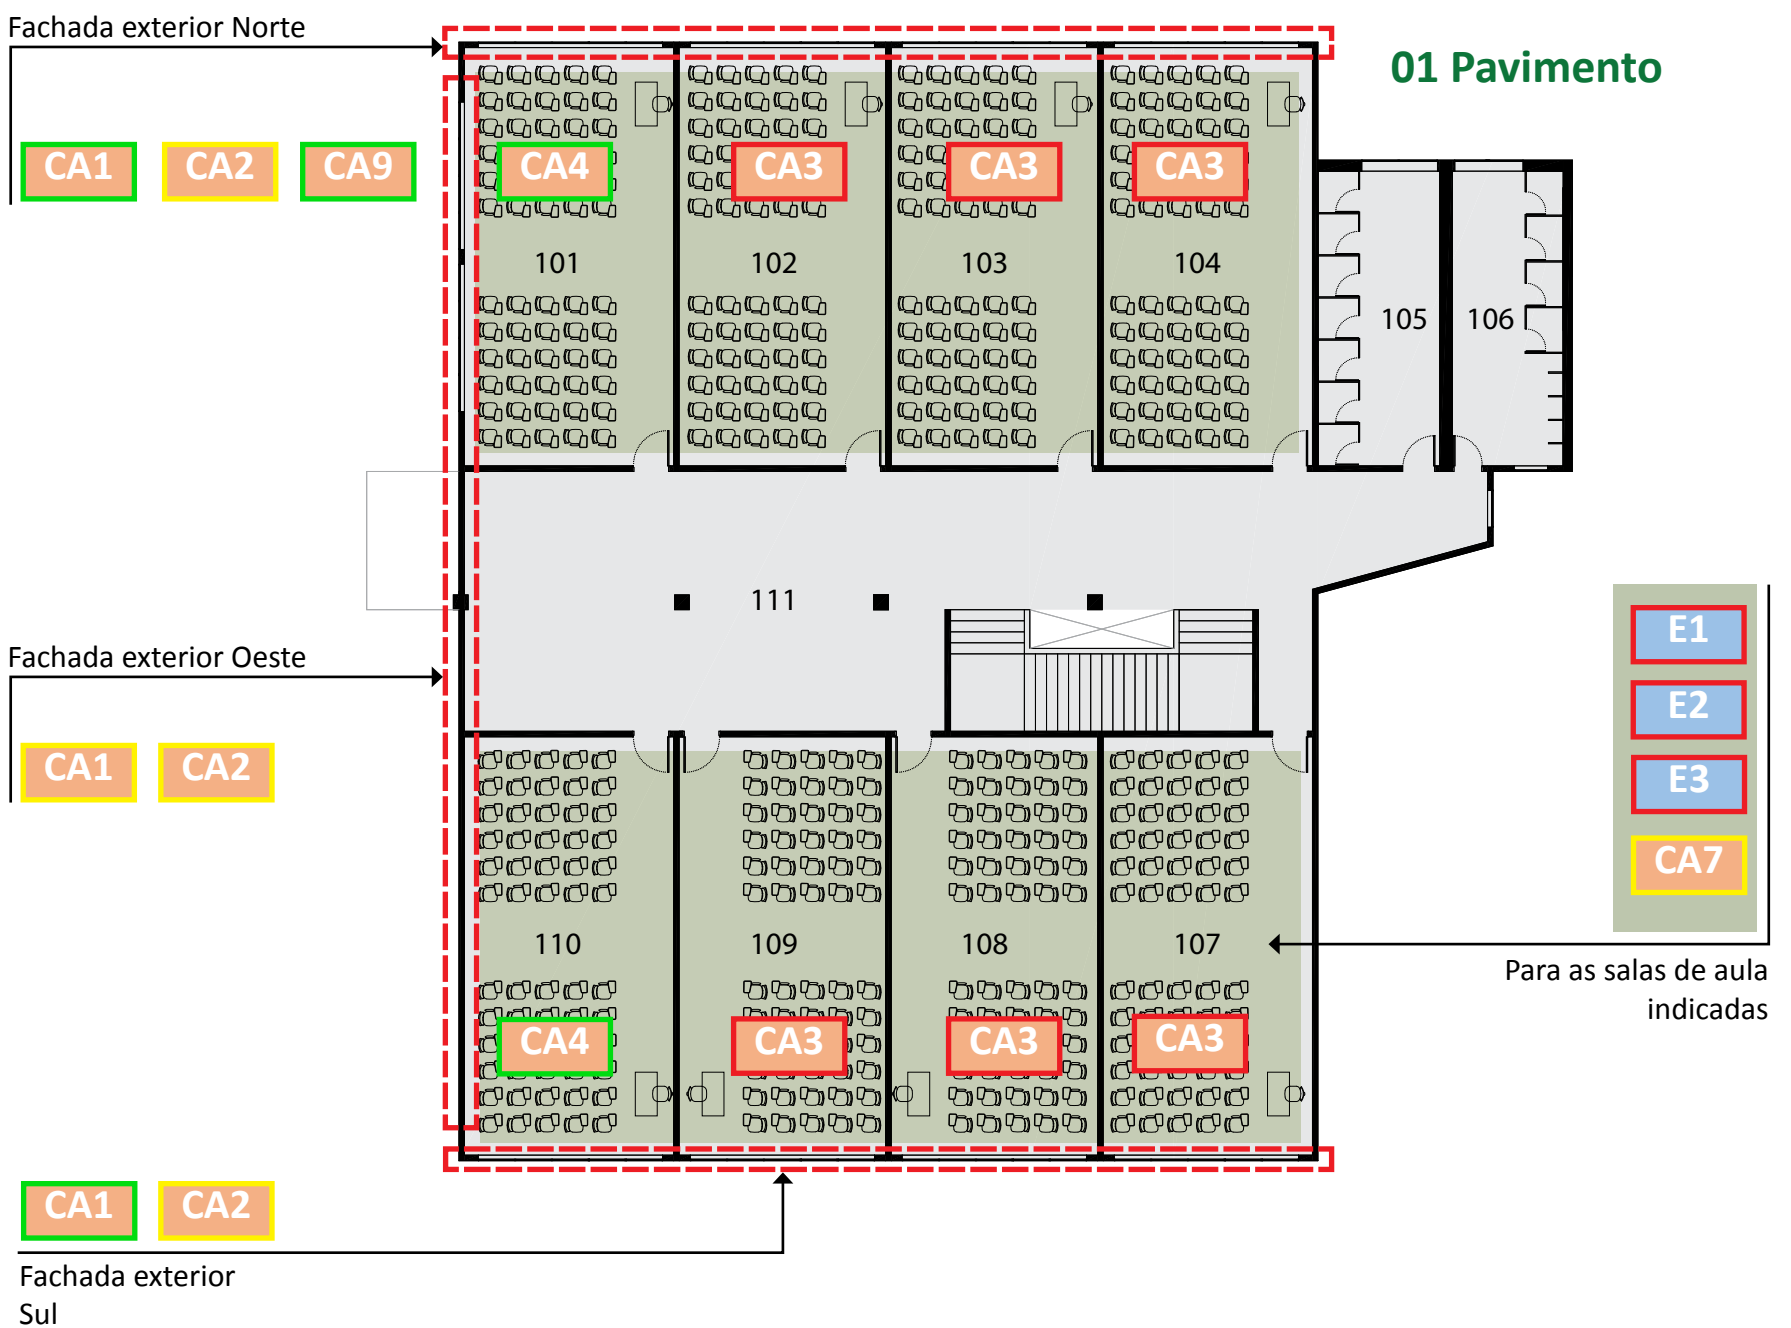 Fachada exterior Norte
01 Pavimento
CA1 CA2 CA9 CA4 CA3 CA3 CA3
101 102 103 104
105 106
111
E1
Fachada exterior Oeste
E2
CA1 CA2 E3
CA7
110 109 108 107
Para as salas de aula
indicadas
CA4 CA3 CA3 CA3
CA1 CA2
Fachada exterior
Sul